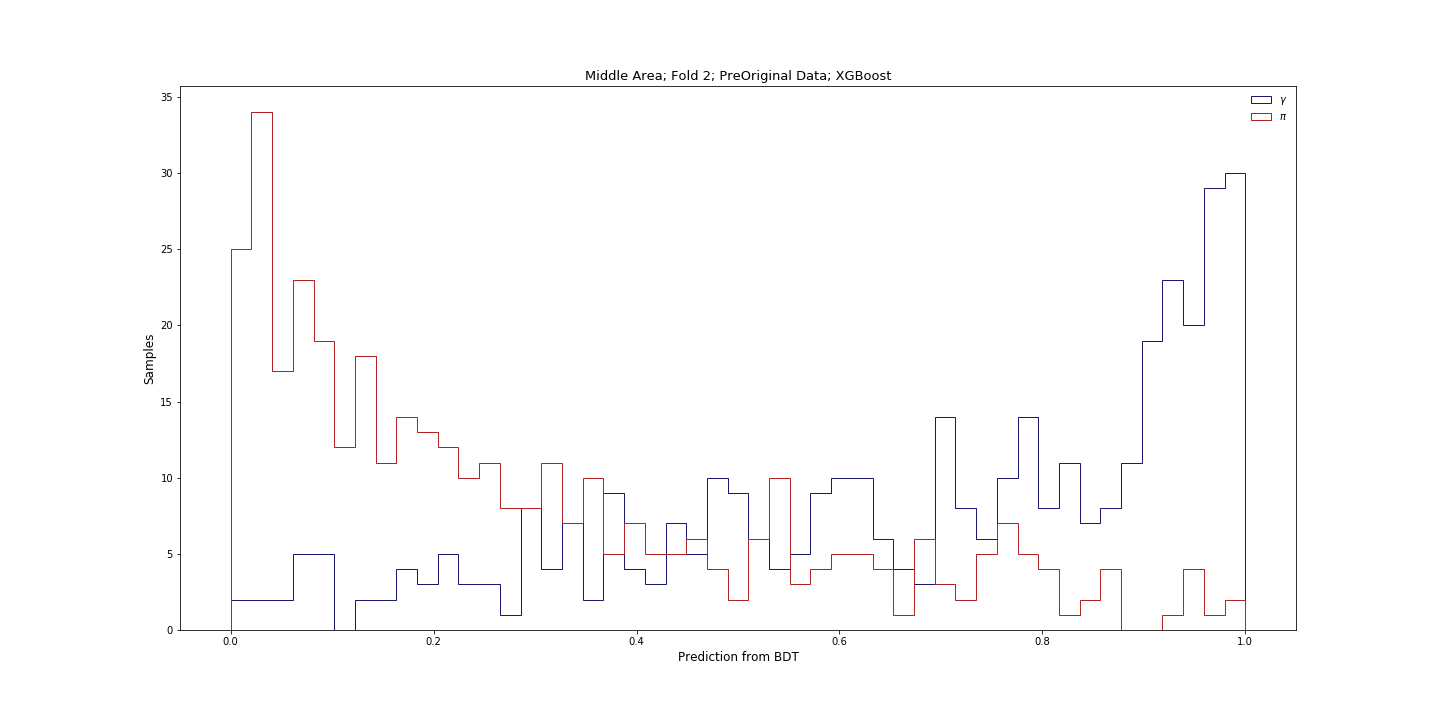 Middle Area; Fold 2; PreOriginal Data; XGBoost
γ
π
35
30
25
20
15
10
5
0
Samples
0.0 0.2 0.4 0.6 0.8 1.0
Prediction from BDT